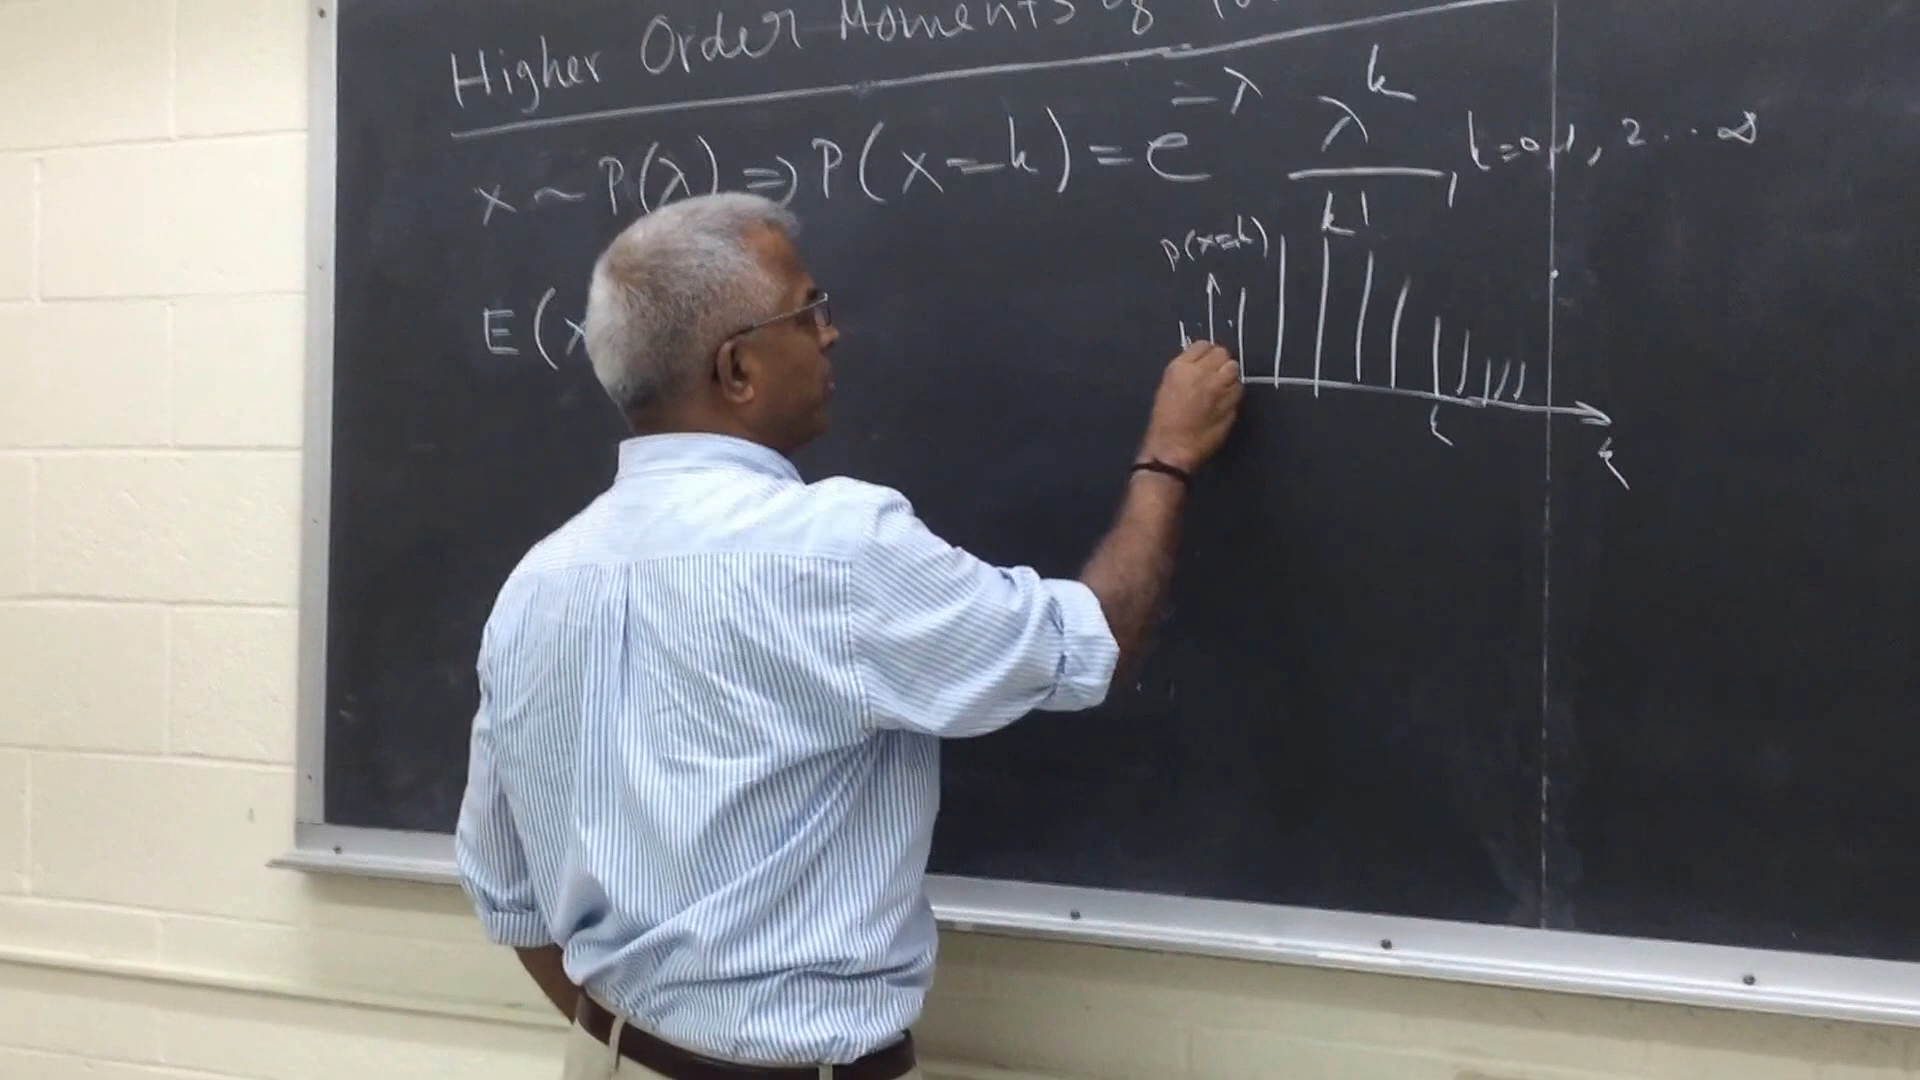 Higher Order Moments of
x ~ P(λ) ⇒ P(x=k) = e^{-λ} λ^k / k!, k=0,1,2...∞
P(x=k)
E(x
k
k